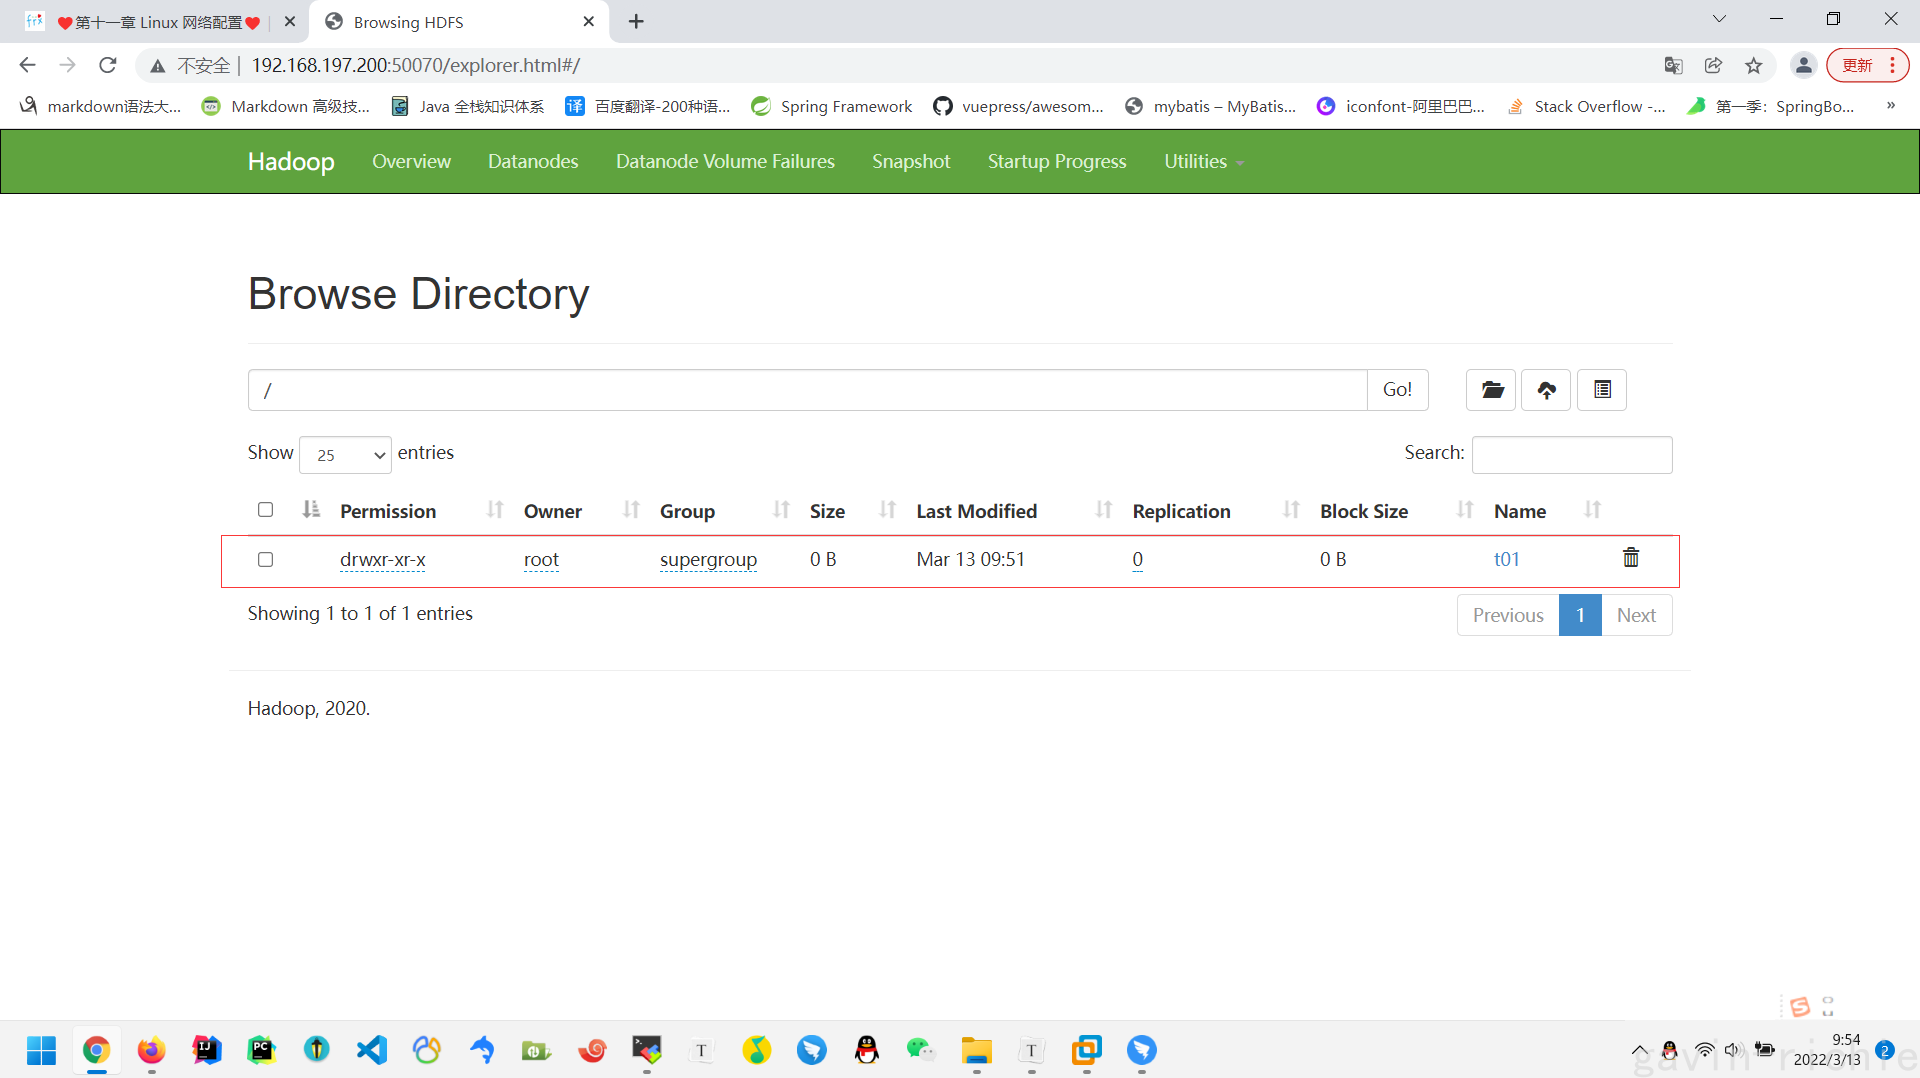 ❤️第十一章 Linux 网络配置❤️
Browsing HDFS
不安全 192.168.197.200:50070/explorer.html#/
更新
markdown语法大...
Markdown 高级技...
Java 全栈知识体系
译 百度翻译-200种语...
Spring Framework
vuepress/awesom...
mybatis – MyBatis...
iconfont-阿里巴巴...
Stack Overflow -...
第一季：SpringBo...
»
Hadoop Overview Datanodes Datanode Volume Failures Snapshot Startup Progress Utilities
Browse Directory
/ Go!
Show 25 entries Search:
Permission Owner Group Size Last Modified Replication Block Size Name
drwxr-xr-x root supergroup 0 B Mar 13 09:51 0 0 B t01
Showing 1 to 1 of 1 entries Previous 1 Next
Hadoop, 2020.
9:54
2022/3/13 2
gavin-richie